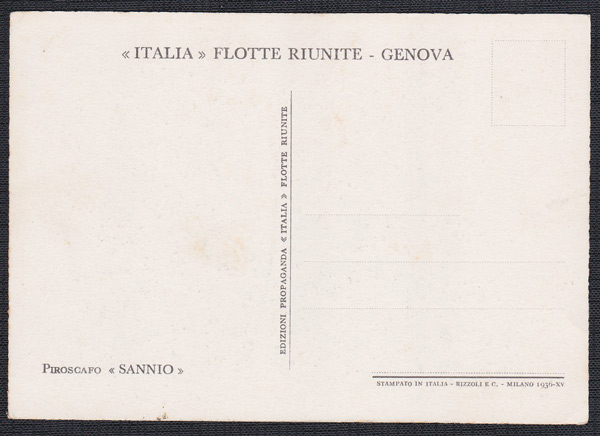 « ITALIA » FLOTTE RIUNITE - GENOVA
EDIZIONI PROPAGANDA « ITALIA » FLOTTE RIUNITE
PIROSCAFO « SANNIO »
STAMPATO IN ITALIA - RIZZOLI E C. - MILANO 1936-XV